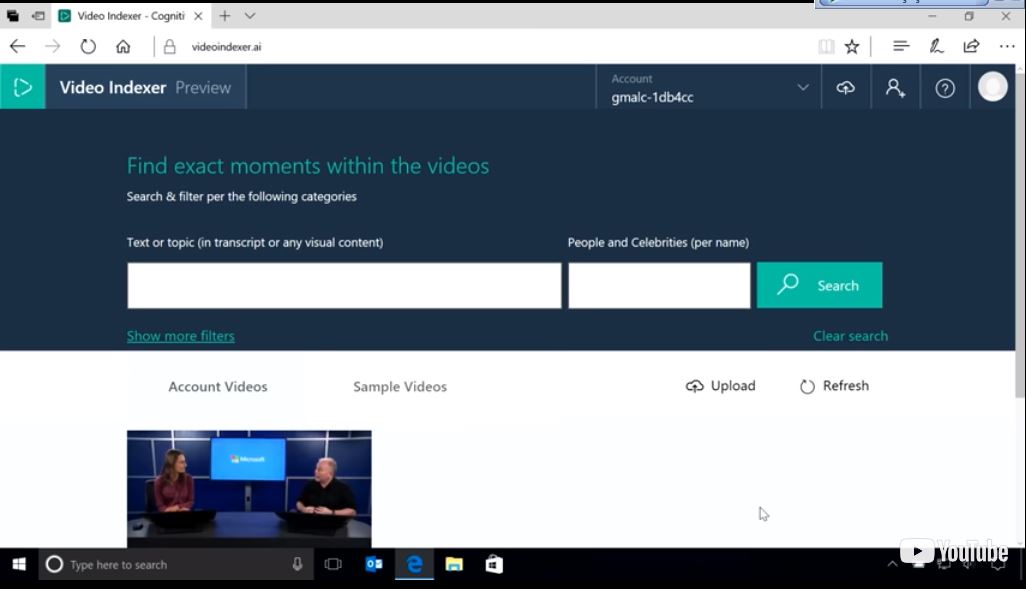 Video Indexer - Cogniti
videoindexer.ai
Video Indexer Preview
Account
gmalc-1db4cc
Find exact moments within the videos
Search & filter per the following categories
Text or topic (in transcript or any visual content)
People and Celebrities (per name)
Search
Show more filters
Clear search
Account Videos
Sample Videos
Upload
Refresh
Microsoft
Type here to search
YouTube